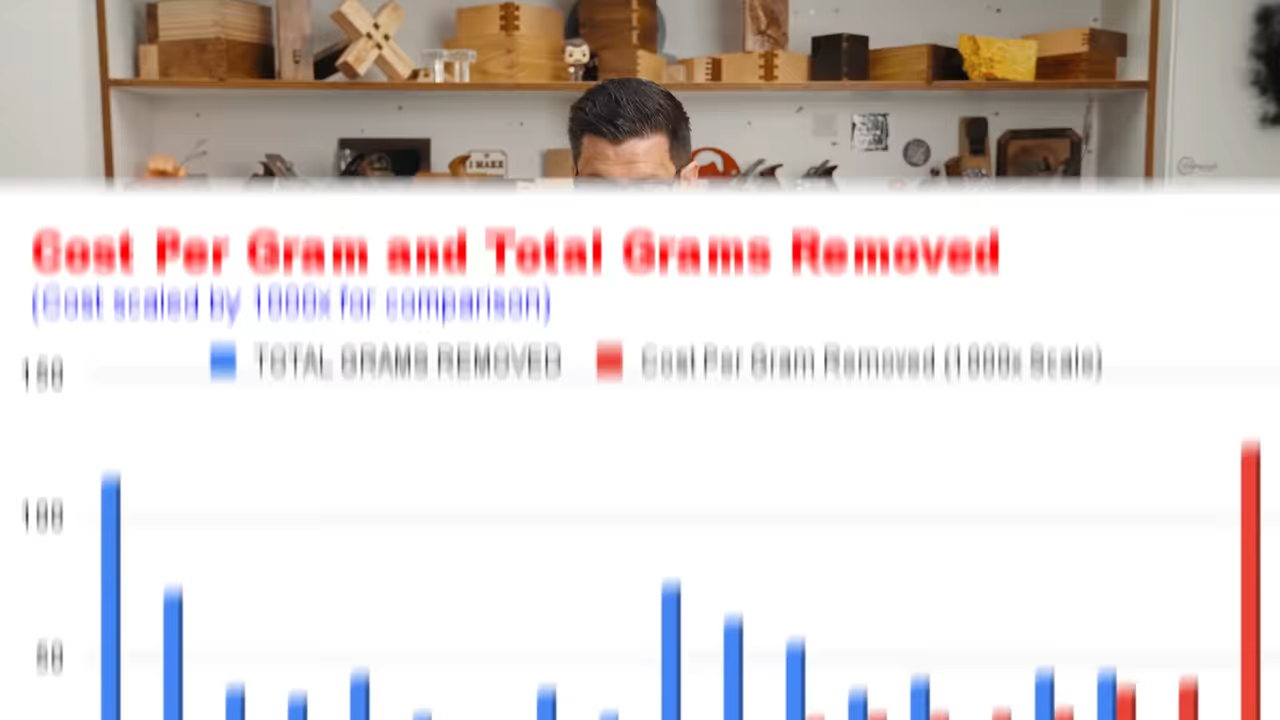 I MAKE
Cost Per Gram and Total Grams Removed
(Cost scaled by 1000x for comparison)
TOTAL GRAMS REMOVED Cost Per Gram Removed (1000x Scale)
150
100
50